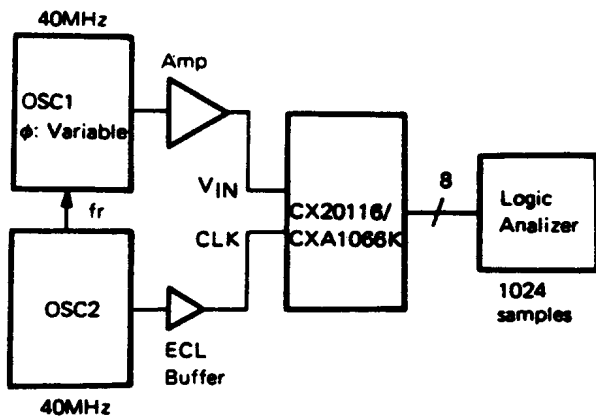 40MHz
OSC1
φ: Variable
Amp
fr
OSC2
40MHz
ECL
Buffer
VIN
CLK
CX20116/
CXA1066K
8
Logic
Analizer
1024
samples